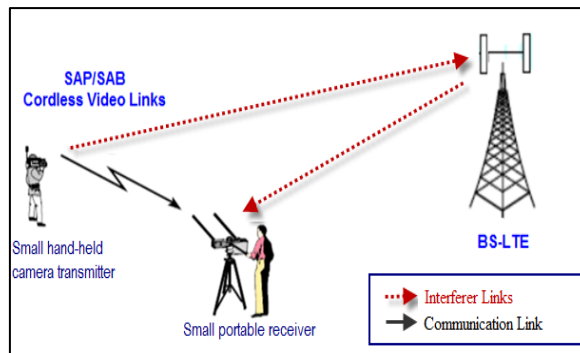 SAP/SAB
Cordless Video Links
Small hand-held
camera transmitter
Small portable receiver
BS-LTE
Interferer Links
Communication Link